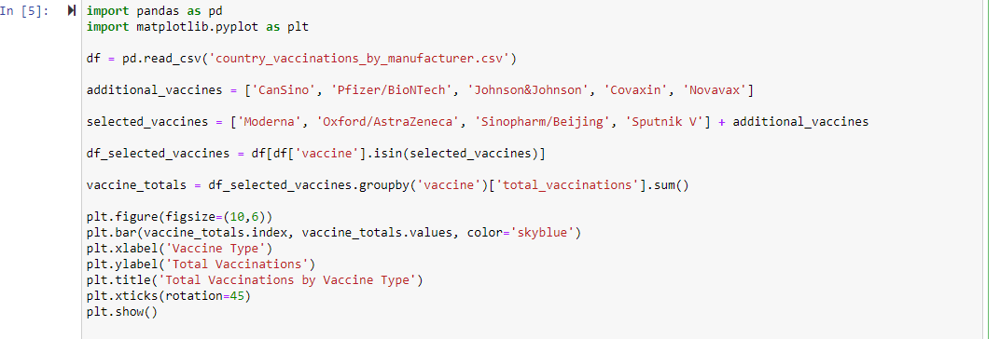 In [5]:
import pandas as pd
import matplotlib.pyplot as plt
df = pd.read_csv('country_vaccinations_by_manufacturer.csv')
additional_vaccines = ['CanSino', 'Pfizer/BioNTech', 'Johnson&Johnson', 'Covaxin', 'Novavax']
selected_vaccines = ['Moderna', 'Oxford/AstraZeneca', 'Sinopharm/Beijing', 'Sputnik V'] + additional_vaccines
df_selected_vaccines = df[df['vaccine'].isin(selected_vaccines)]
vaccine_totals = df_selected_vaccines.groupby('vaccine')['total_vaccinations'].sum()
plt.figure(figsize=(10,6))
plt.bar(vaccine_totals.index, vaccine_totals.values, color='skyblue')
plt.xlabel('Vaccine Type')
plt.ylabel('Total Vaccinations')
plt.title('Total Vaccinations by Vaccine Type')
plt.xticks(rotation=45)
plt.show()